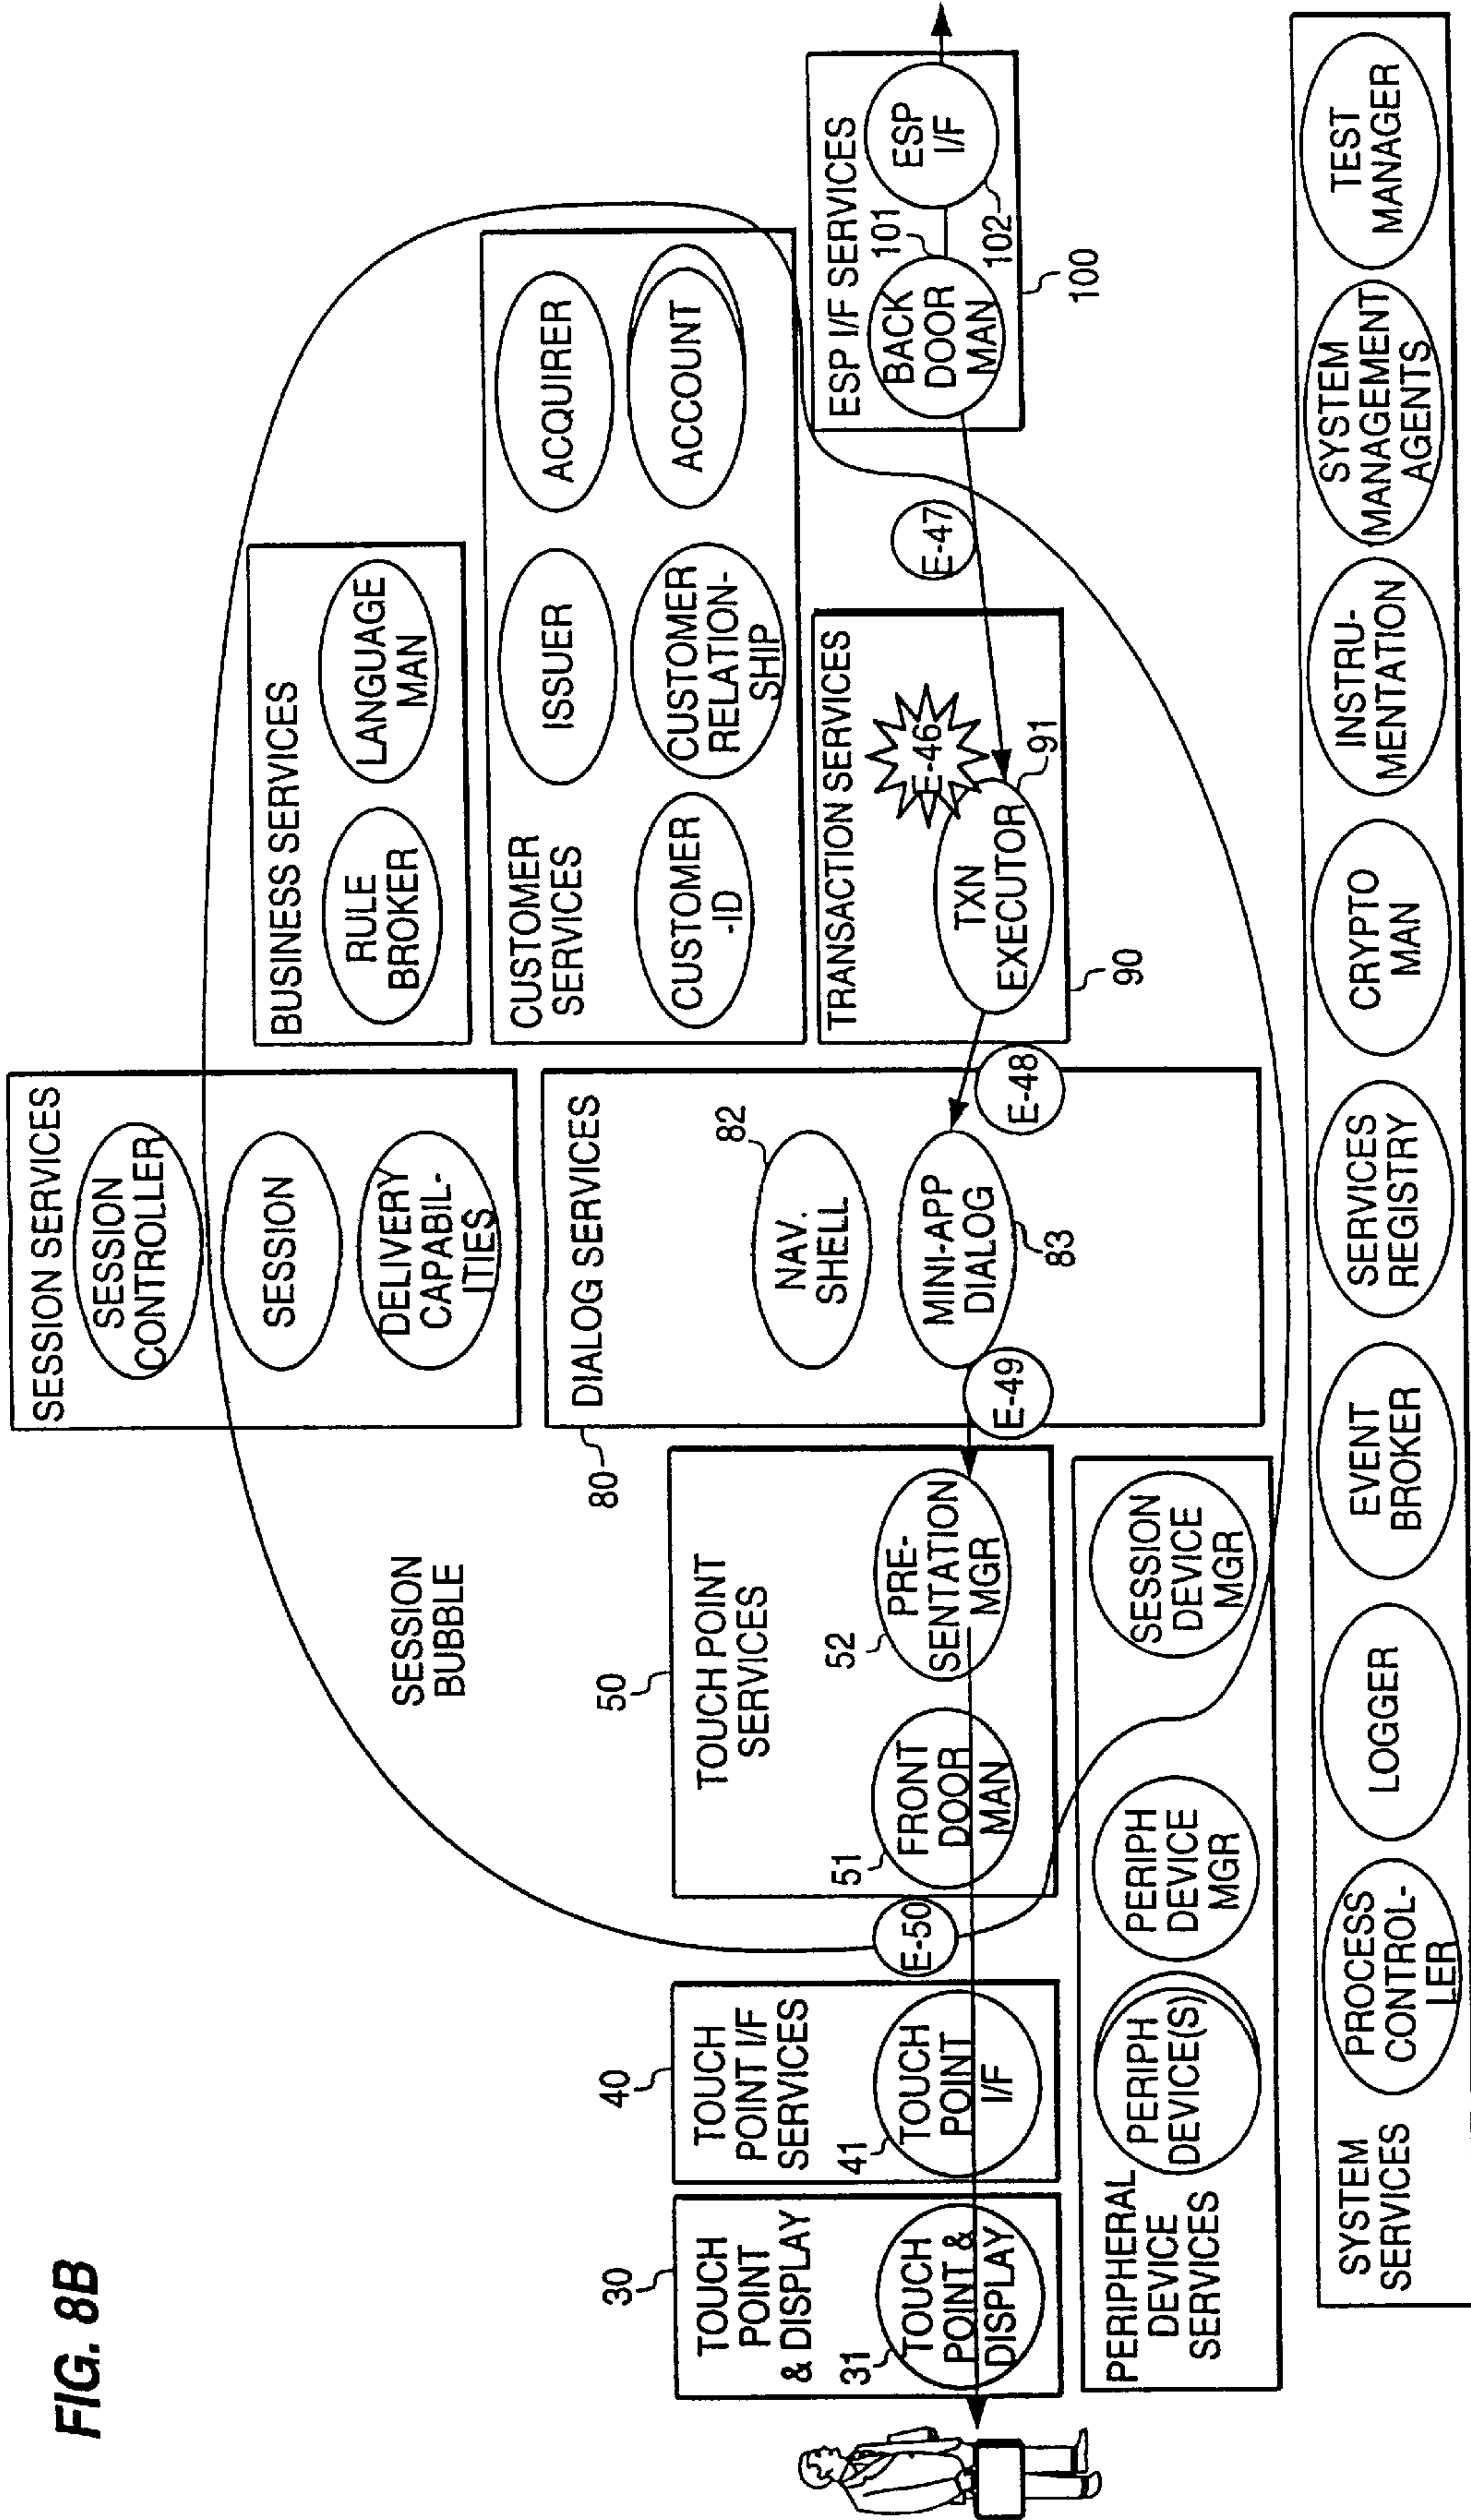 FIG. 8B
SESSION SERVICES
SESSION
CONTROLLER
SESSION
DELIVERY
CAPABIL-
ITIES
BUSINESS SERVICES
RULE
BROKER
LANGUAGE
MAN
SESSION
BUBBLE
CUSTOMER
SERVICES
ISSUER
ACQUIRER
CUSTOMER
-ID
CUSTOMER
RELATION-
SHIP
ACCOUNT
30
TOUCH
POINT
& DISPLAY
31
TOUCH
POINT &
DISPLAY
40
TOUCH
POINT I/F
SERVICES
41
TOUCH
POINT
I/F
E-50
50
TOUCH POINT
SERVICES
51
FRONT
DOOR
MAN
52
PRE-
SENTATION
MGR
80
DIALOG SERVICES
82
NAV.
SHELL
MINI-APP
DIALOG
83
E-49
E-48
TRANSACTION SERVICES
E-46
TXN
EXECUTOR
91
90
E-47
ESP I/F SERVICES
101
BACK
DOOR
MAN
ESP
I/F
102
100
PERIPHERAL
DEVICE
SERVICES
PERIPH
DEVICE(S)
PERIPH
DEVICE
MGR
SESSION
DEVICE
MGR
SYSTEM
SERVICES
PROCESS
CONTROL-
LER
LOGGER
EVENT
BROKER
SERVICES
REGISTRY
CRYPTO
MAN
INSTRU-
MENTATION
SYSTEM
MANAGEMENT
AGENTS
TEST
MANAGER